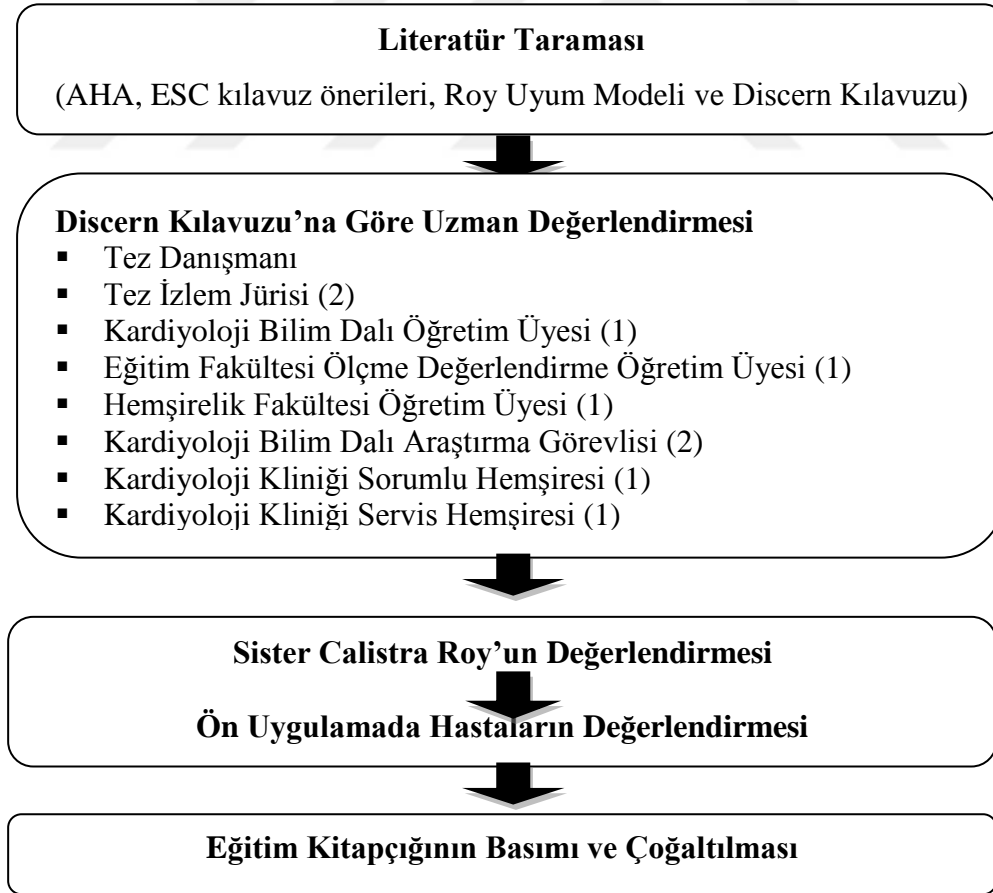 Literatür Taraması
(AHA, ESC kılavuz önerileri, Roy Uyum Modeli ve Discern Kılavuzu)
Discern Kılavuzu’na Göre Uzman Değerlendirmesi
▪ Tez Danışmanı
▪ Tez İzlem Jürisi (2)
▪ Kardiyoloji Bilim Dalı Öğretim Üyesi (1)
▪ Eğitim Fakültesi Ölçme Değerlendirme Öğretim Üyesi (1)
▪ Hemşirelik Fakültesi Öğretim Üyesi (1)
▪ Kardiyoloji Bilim Dalı Araştırma Görevlisi (2)
▪ Kardiyoloji Kliniği Sorumlu Hemşiresi (1)
▪ Kardiyoloji Kliniği Servis Hemşiresi (1)
Sister Calistra Roy’un Değerlendirmesi
Ön Uygulamada Hastaların Değerlendirmesi
Eğitim Kitapçığının Basımı ve Çoğaltılması